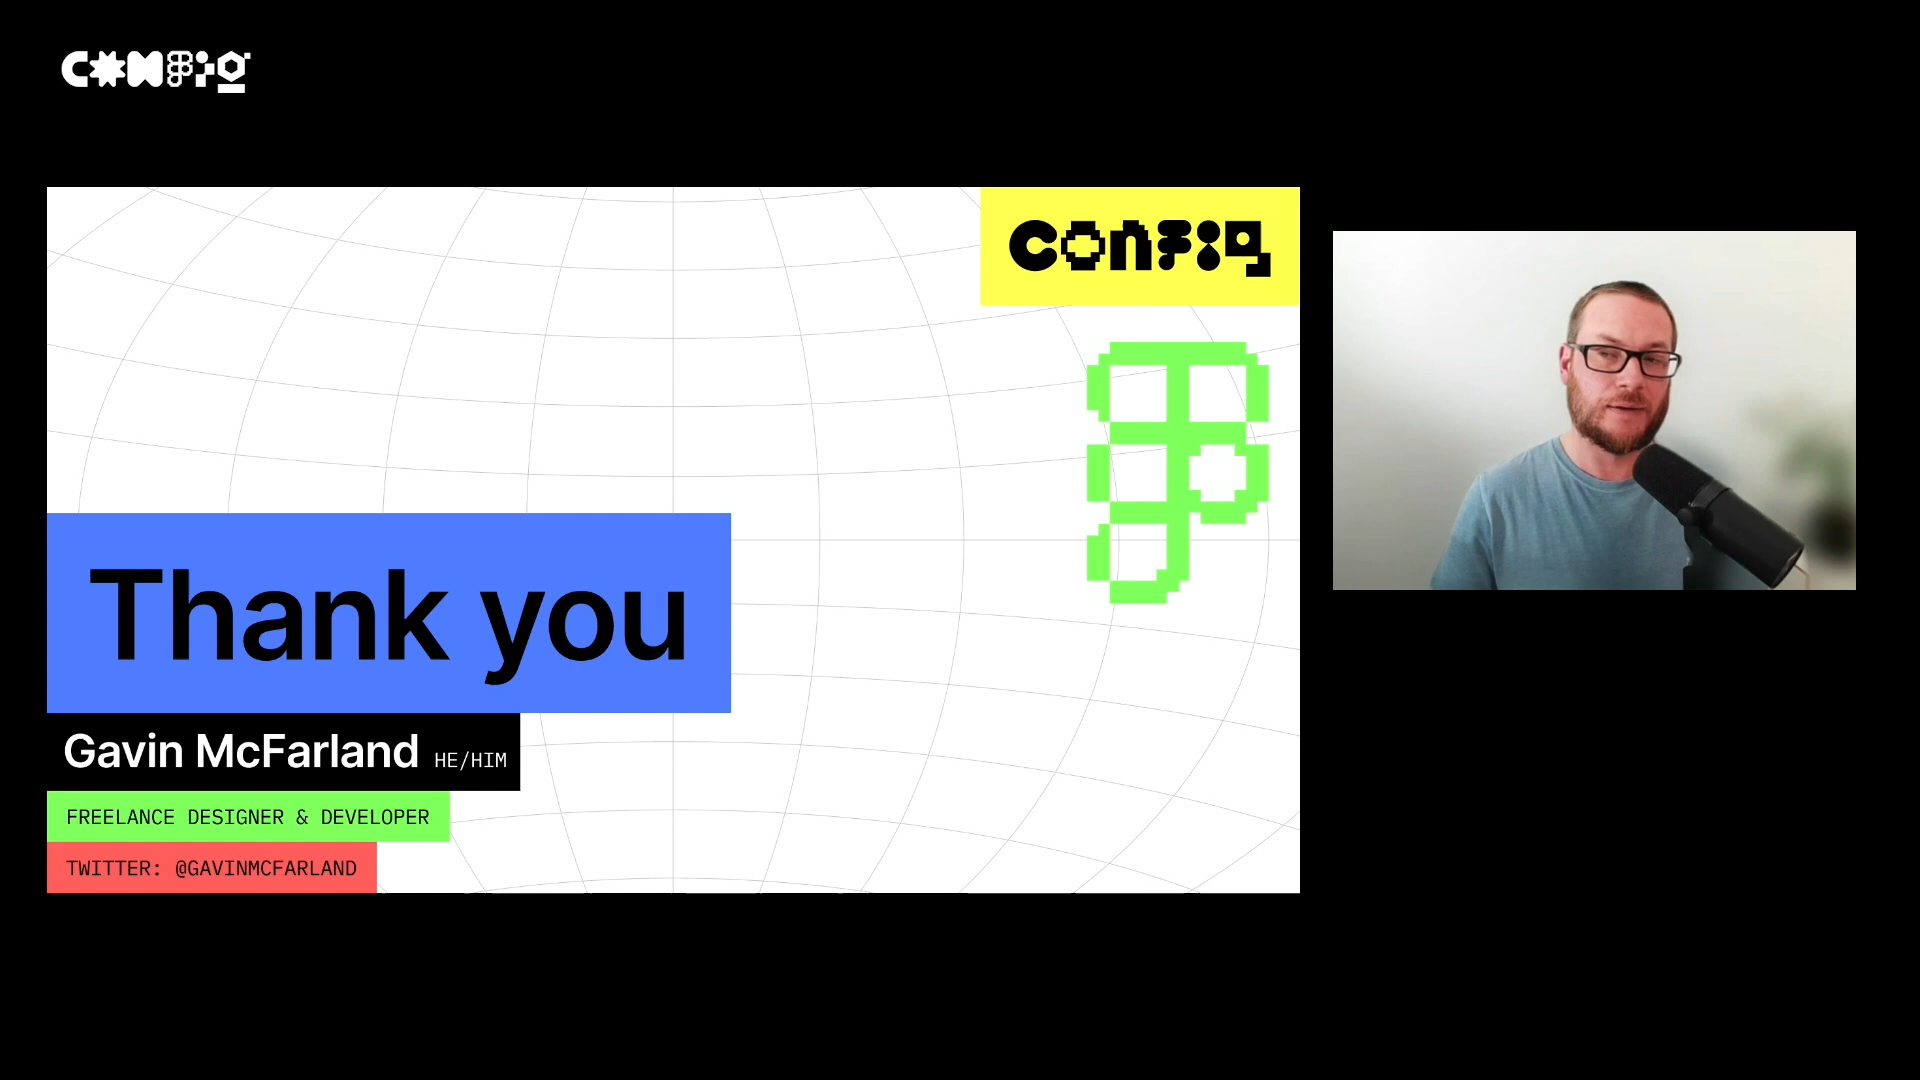 CONFIG
Config
Thank you
Gavin McFarland HE/HIM
FREELANCE DESIGNER & DEVELOPER
TWITTER: @GAVINMCFARLAND